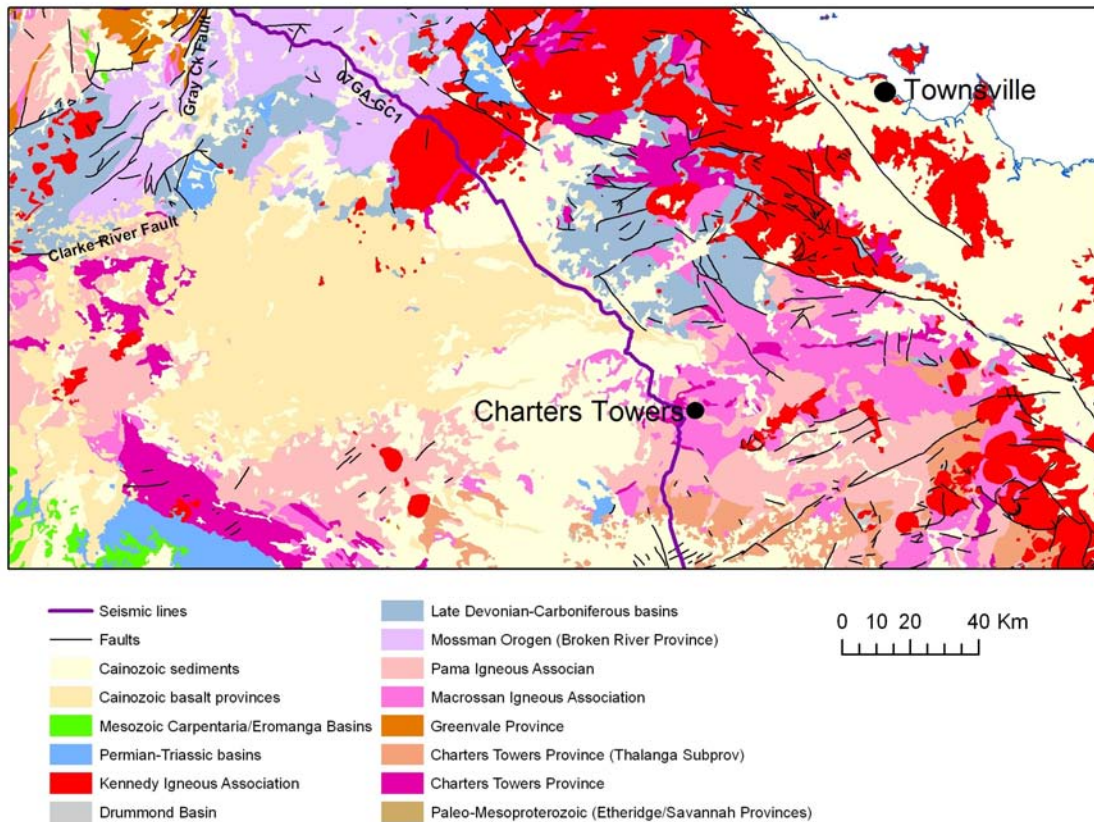 Gray Ck Fault
07GA-GC1
Townsville
Clarke River Fault
Charters Towers
Seismic lines
Faults
Cainozoic sediments
Cainozoic basalt provinces
Mesozoic Carpentaria/Eromanga Basins
Permian-Triassic basins
Kennedy Igneous Association
Drummond Basin
Late Devonian-Carboniferous basins
Mossman Orogen (Broken River Province)
Pama Igneous Associan
Macrossan Igneous Association
Greenvale Province
Charters Towers Province (Thalanga Subprov)
Charters Towers Province
Paleo-Mesoproterozoic (Etheridge/Savannah Provinces)
0 10 20 40 Km